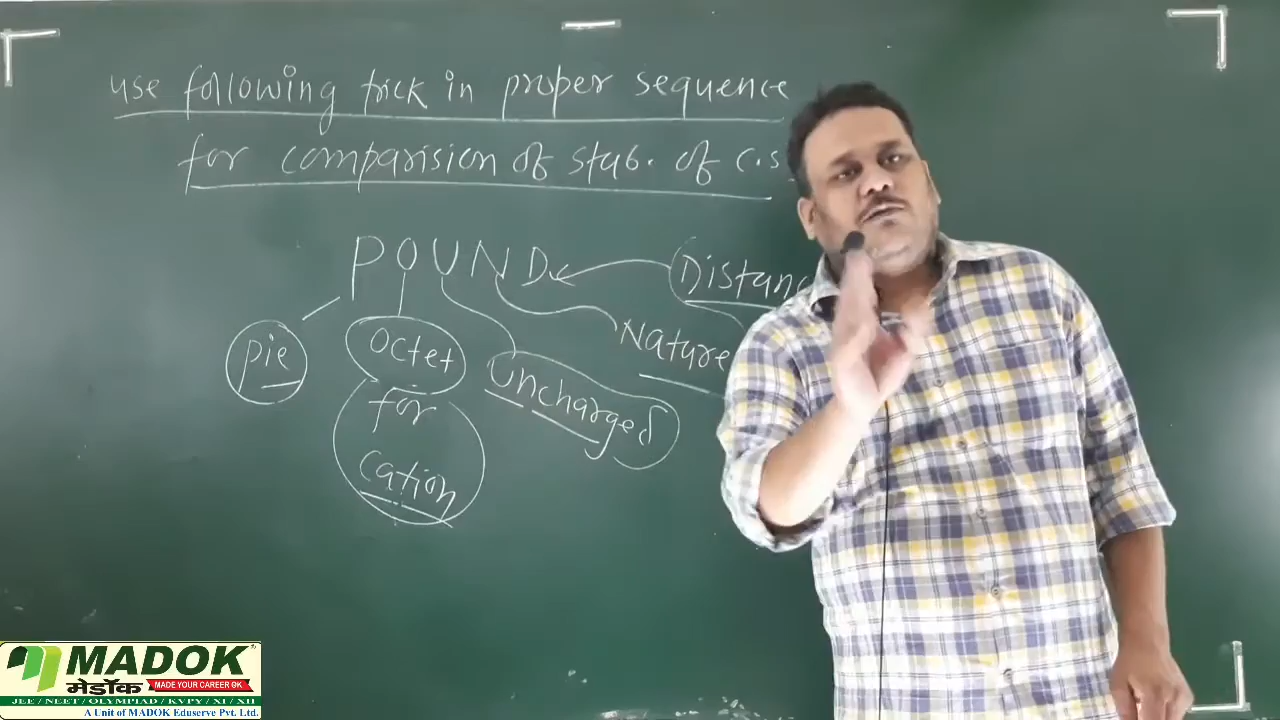 use following trick in proper sequence
for comparision of stab. of C.S.
POUND
Distanc
Nature
pie
Octet
for
cation
Uncharged
MADOK
मेडॉक MAKE YOUR CAREER OK
JEE / NEET / OLYMPIAD / KVPY / XI / XII
A Unit of MADOK Eduserve Pvt. Ltd.